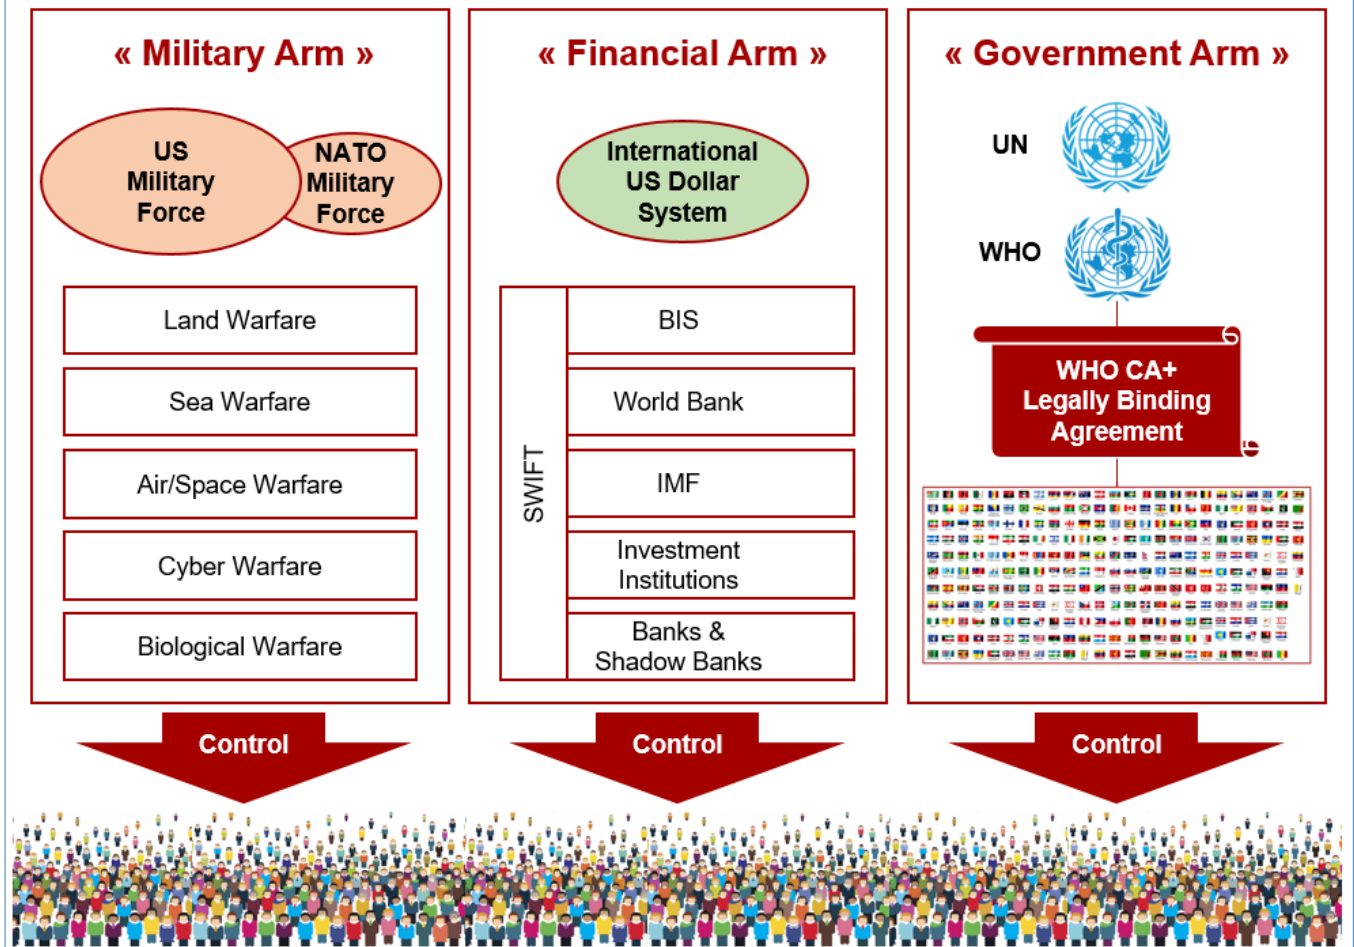 « Military Arm »
US
Military
Force
NATO
Military
Force
Land Warfare
Sea Warfare
Air/Space Warfare
Cyber Warfare
Biological Warfare
Control
« Financial Arm »
International
US Dollar
System
SWIFT
BIS
World Bank
IMF
Investment
Institutions
Banks &
Shadow Banks
Control
« Government Arm »
UN
WHO
WHO CA+
Legally Binding
Agreement
Control